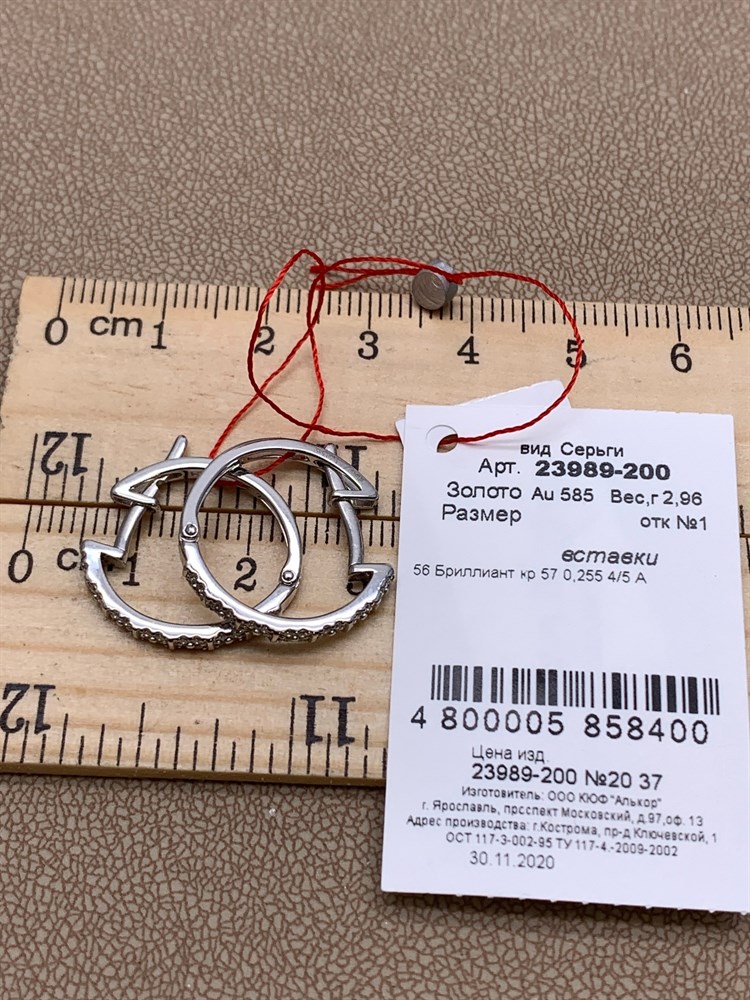 0 cm 1 2 3 4 5 6
12
0 c 1 2 3
12 11
вид Серьги
Арт. 23989-200
Золото Au 585 Вес,г 2,96
Размер отк №1
вставки
56 Бриллиант кр 57 0,255 4/5 А
4 800005 858400
Цена изд.
23989-200 №20 37
Изготовитель: ООО КЮФ "Алькор"
г. Ярославль, прсспект Московский, д.97,оф. 13
Адрес производства: г.Кострома, пр-д Ключевской, 1
ОСТ 117-3-002-95 ТУ 117-4.-2009-2002
30.11.2020